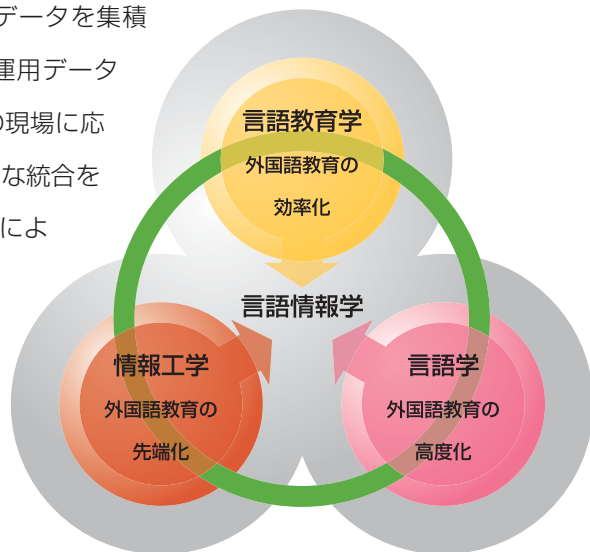 データを集積
運用データ
の現場に応
な統合を
によ
言語教育学
外国語教育の
効率化
言語情報学
情報工学
外国語教育の
先端化
言語学
外国語教育の
高度化